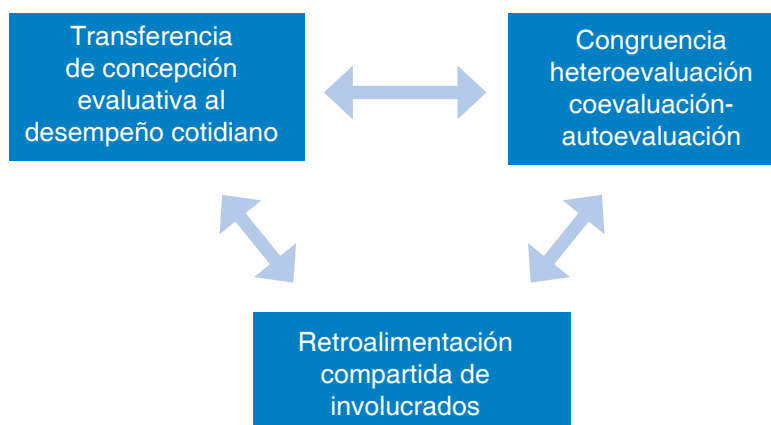 Transferencia
de concepción
evaluativa al
desempeño cotidiano
Congruencia
heteroevaluación
coevaluación-
autoevaluación
Retroalimentación
compartida de
involucrados